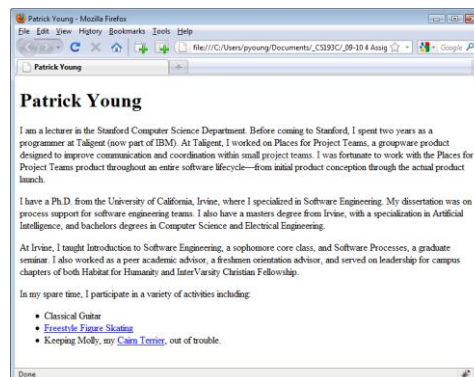 Patrick Young - Mozilla Firefox
File Edit View History Bookmarks Tools Help
file:///C:/Users/pyoung/Documents/_CS193C/_09-10 4 Assig
Google
Patrick Young
Patrick Young
I am a lecturer in the Stanford Computer Science Department. Before coming to Stanford, I spent two years as a
programmer at Taligent (now part of IBM). At Taligent, I worked on Places for Project Teams, a groupware product
designed to improve communication and coordination within small project teams. I was fortunate to work with the Places for
Project Teams product throughout an entire software lifecycle—from initial product conception through the actual product
launch.
I have a Ph.D. from the University of California, Irvine, where I specialized in Software Engineering. My dissertation was on
process support for software engineering teams. I also have a masters degree from Irvine, with a specialization in Artificial
Intelligence, and bachelors degrees in Computer Science and Electrical Engineering.
At Irvine, I taught Introduction to Software Engineering, a sophomore core class, and Software Processes, a graduate
seminar. I also worked as a peer academic advisor, a freshmen orientation advisor, and served on leadership for campus
chapters of both Habitat for Humanity and InterVarsity Christian Fellowship.
In my spare time, I participate in a variety of activities including:
• Classical Guitar
• Freestyle Figure Skating
• Keeping Molly, my Cairn Terrier, out of trouble.
Done